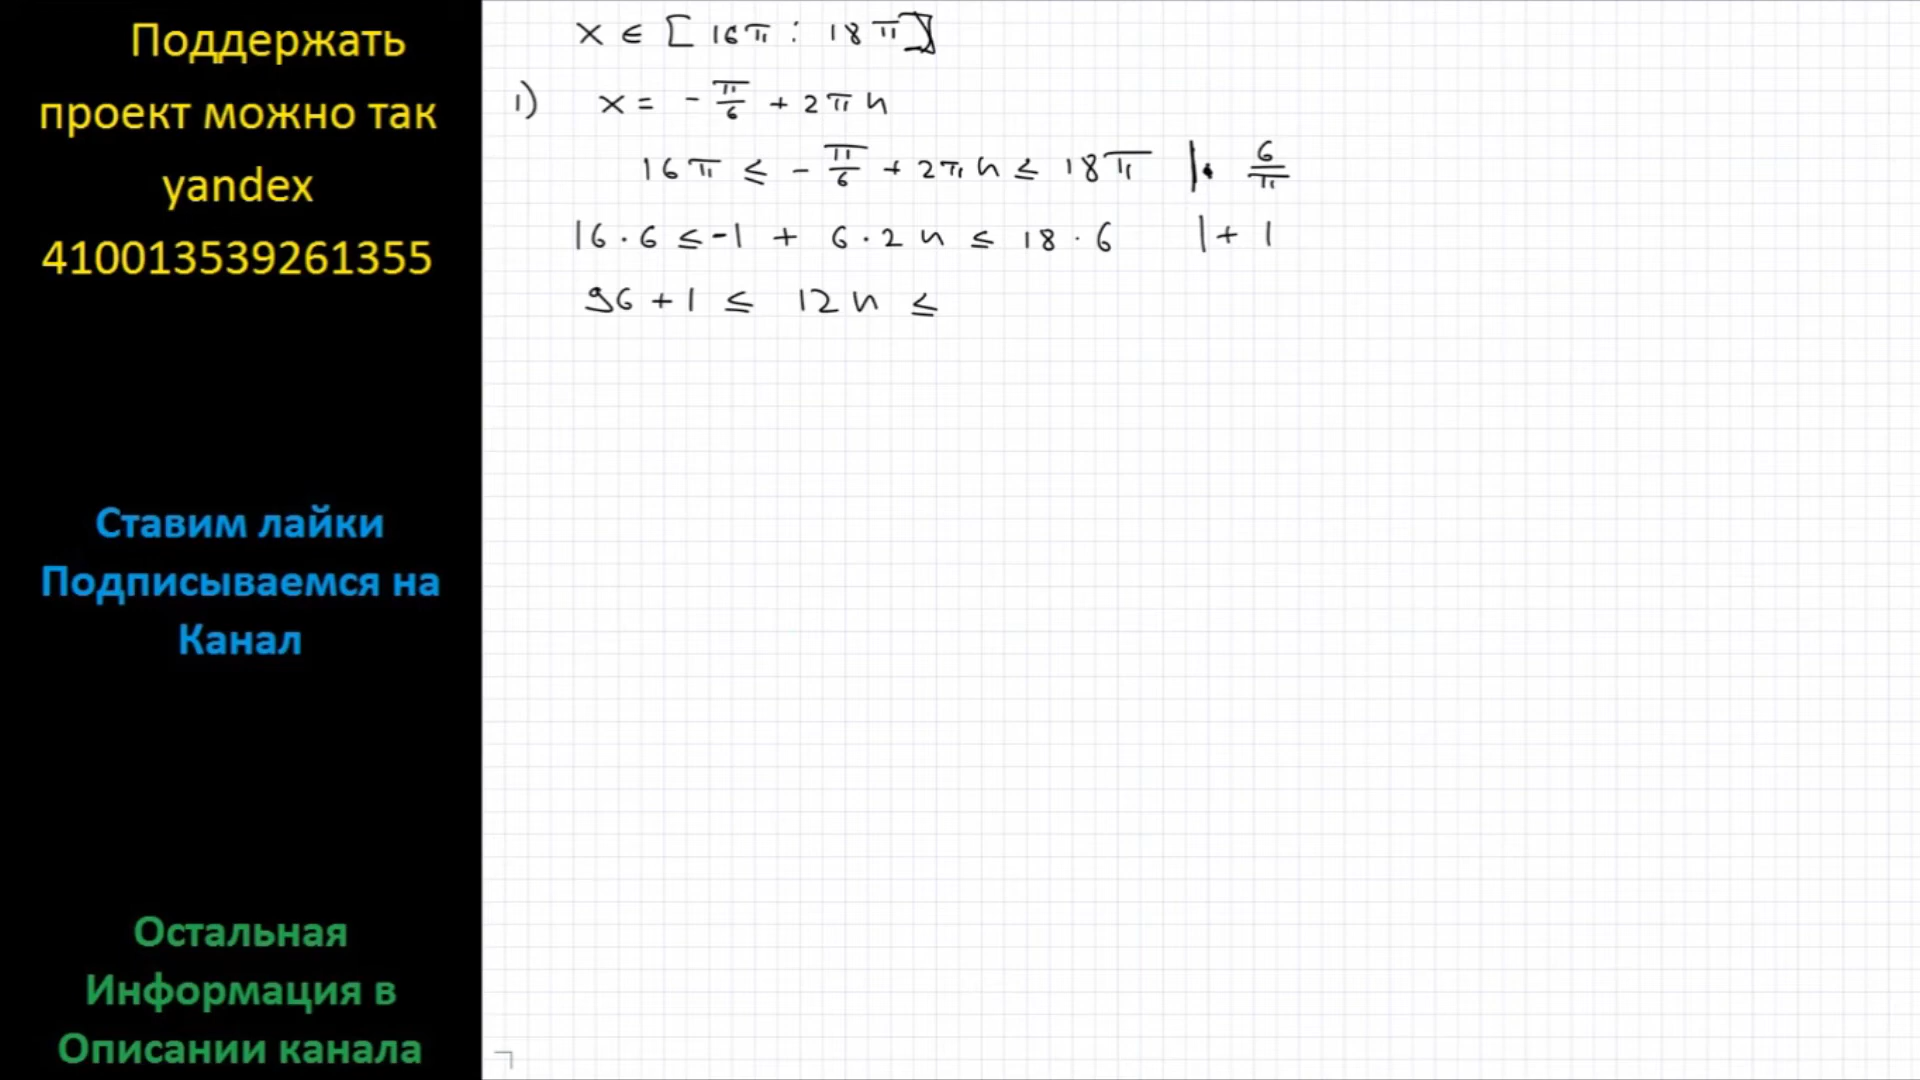 Поддержать
проект можно так
yandex
410013539261355
Ставим лайки
Подписываемся на
Канал
Остальная
Информация в
Описании канала
x ∈ [16π; 18π]
1) x = -π/6 + 2πn
16π ≤ -π/6 + 2πn ≤ 18π |· 6/π
16·6 ≤ -1 + 6·2n ≤ 18·6 |+ 1
96 + 1 ≤ 12n ≤